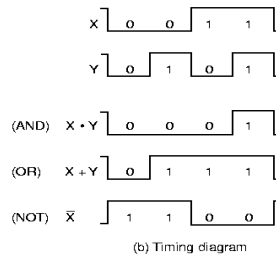 X 0 0 1 1
Y 0 1 0 1
(AND) X • Y 0 0 0 1
(OR) X + Y 0 1 1 1
(NOT) X̅ 1 1 0 0
(b) Timing diagram